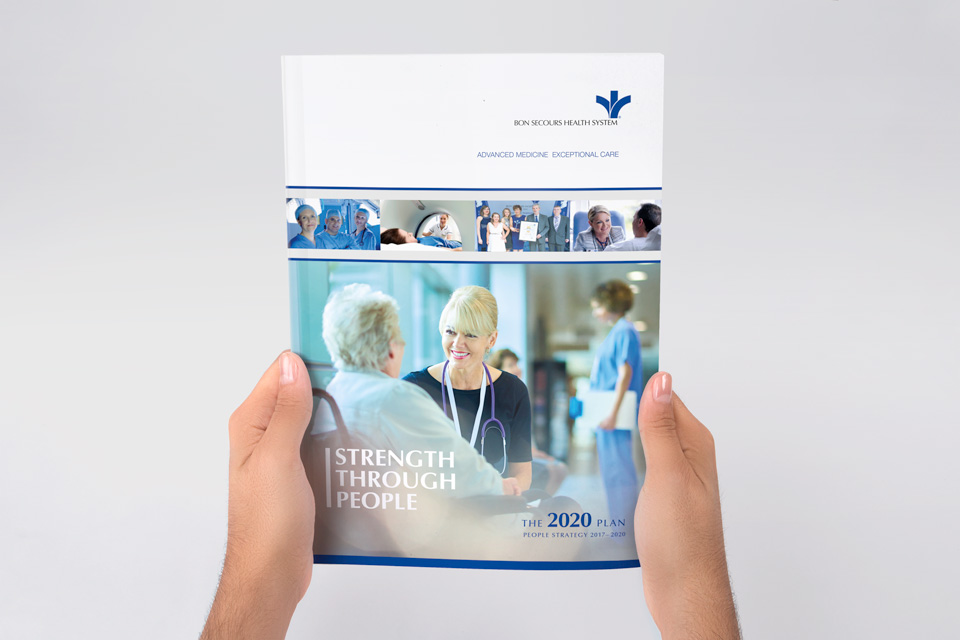 BON SECOURS HEALTH SYSTEM
ADVANCED MEDICINE EXCEPTIONAL CARE
STRENGTH
THROUGH
PEOPLE
THE 2020 PLAN
PEOPLE STRATEGY 2017-2020